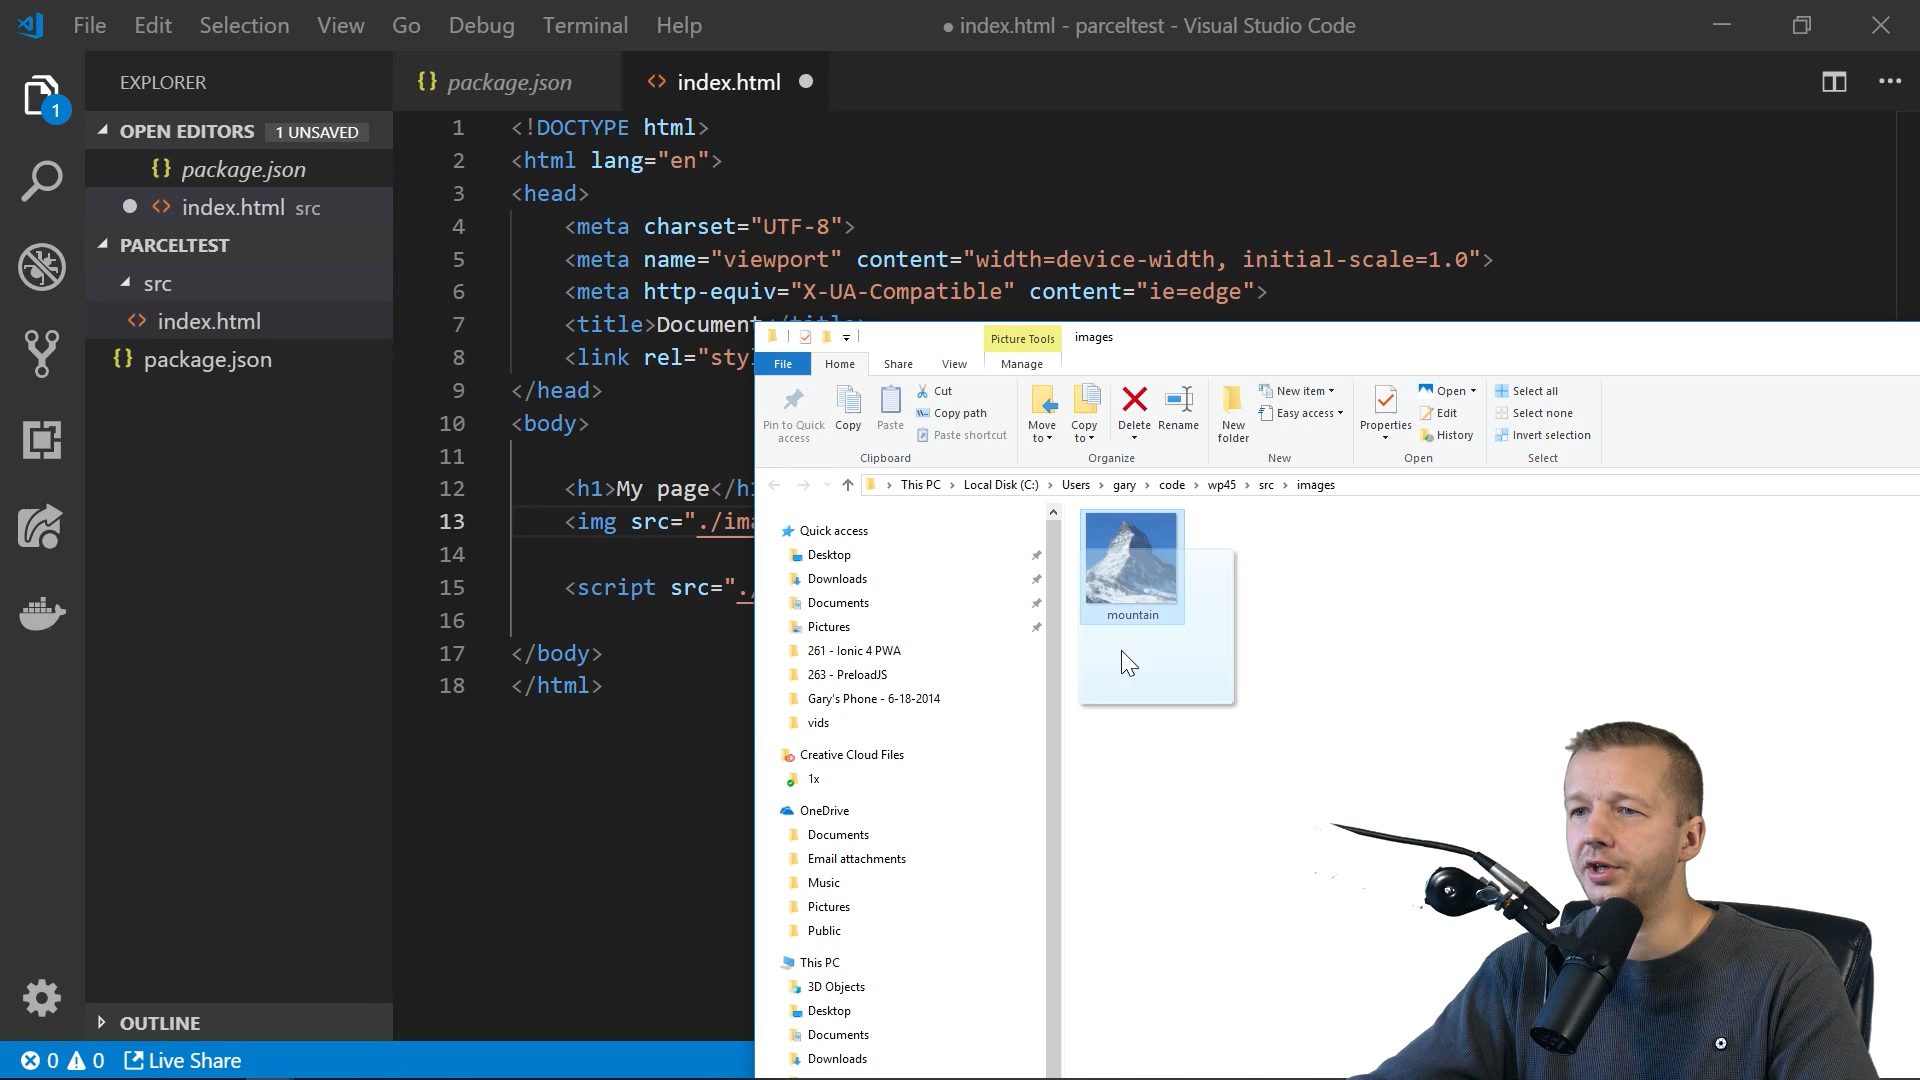 File Edit Selection View Go Debug Terminal Help
● index.html - parceltest - Visual Studio Code
EXPLORER
{} package.json
<> index.html
OPEN EDITORS 1 UNSAVED
{} package.json
<> index.html src
PARCELTEST
src
<> index.html
{} package.json
1
1 <!DOCTYPE html>
2 <html lang="en">
3 <head>
4 <meta charset="UTF-8">
5 <meta name="viewport" content="width=device-width, initial-scale=1.0">
6 <meta http-equiv="X-UA-Compatible" content="ie=edge">
7 <title>Document</title>
8 <link rel="sty
9 </head>
10 <body>
11
12 <h1>My page</h1
13 <img src="./ima
14
15 <script src=".
16
17 </body>
18 </html>
Picture Tools images
File Home Share View Manage
Pin to Quick access
Copy
Paste
Cut
Copy path
Paste shortcut
Clipboard
Move to
Copy to
Delete
Rename
Organize
New folder
New item
Easy access
New
Properties
Open
Edit
History
Open
Select all
Select none
Invert selection
Select
This PC › Local Disk (C:) › Users › gary › code › wp45 › src › images
Quick access
Desktop
Downloads
Documents
Pictures
261 - Ionic 4 PWA
263 - PreloadJS
Gary's Phone - 6-18-2014
vids
Creative Cloud Files
1x
OneDrive
Documents
Email attachments
Music
Pictures
Public
This PC
3D Objects
Desktop
Documents
Downloads
mountain
OUTLINE
0 0 Live Share